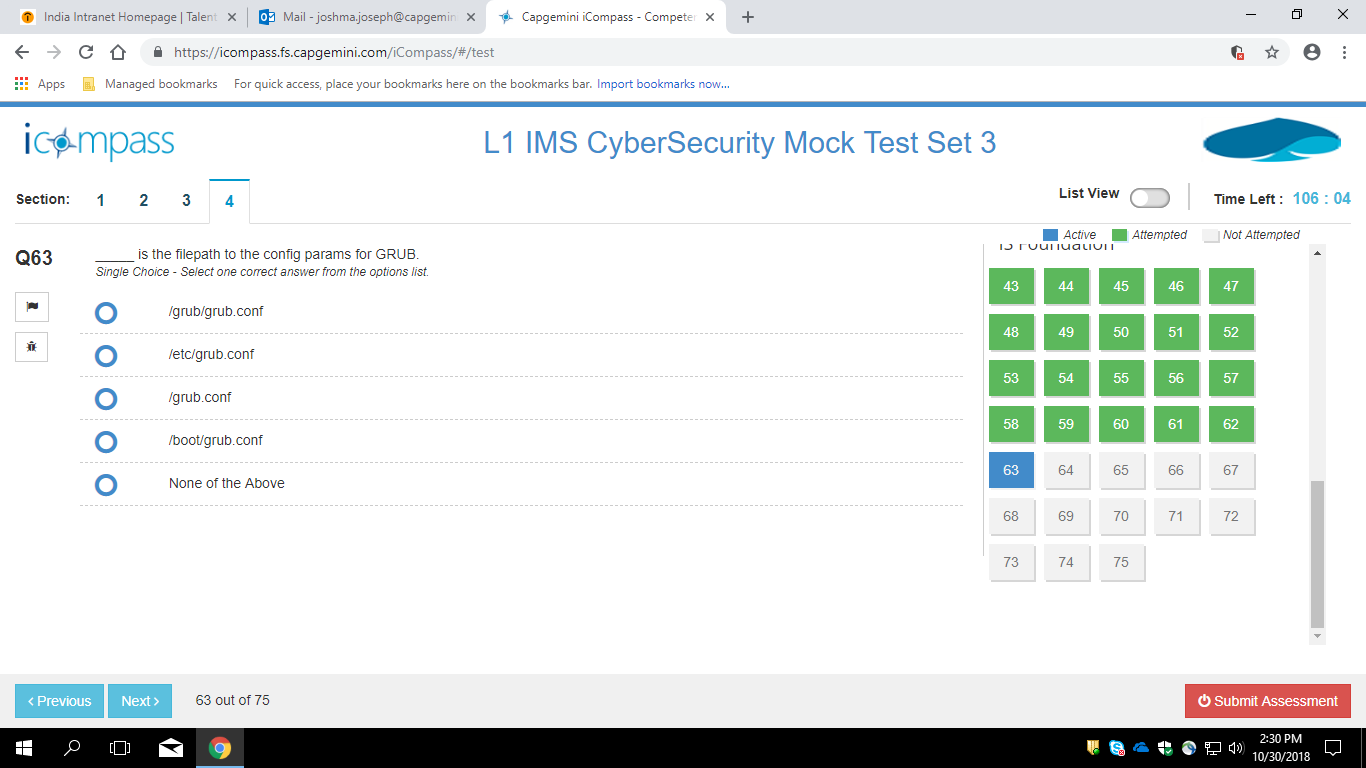 India Intranet Homepage | Talent
Mail - joshma.joseph@capgemin
Capgemini iCompass - Competer
https://icompass.fs.capgemini.com/iCompass/#/test
Apps
Managed bookmarks
For quick access, place your bookmarks here on the bookmarks bar. Import bookmarks now...
icompass
L1 IMS CyberSecurity Mock Test Set 3
Section: 1 2 3 4
List View
Time Left : 106 : 04
Active Attempted Not Attempted
IS Foundation
Q63
_____ is the filepath to the config params for GRUB.
Single Choice - Select one correct answer from the options list.
/grub/grub.conf
/etc/grub.conf
/grub.conf
/boot/grub.conf
None of the Above
43 44 45 46 47
48 49 50 51 52
53 54 55 56 57
58 59 60 61 62
63 64 65 66 67
68 69 70 71 72
73 74 75
‹ Previous
Next ›
63 out of 75
Submit Assessment
2:30 PM
10/30/2018